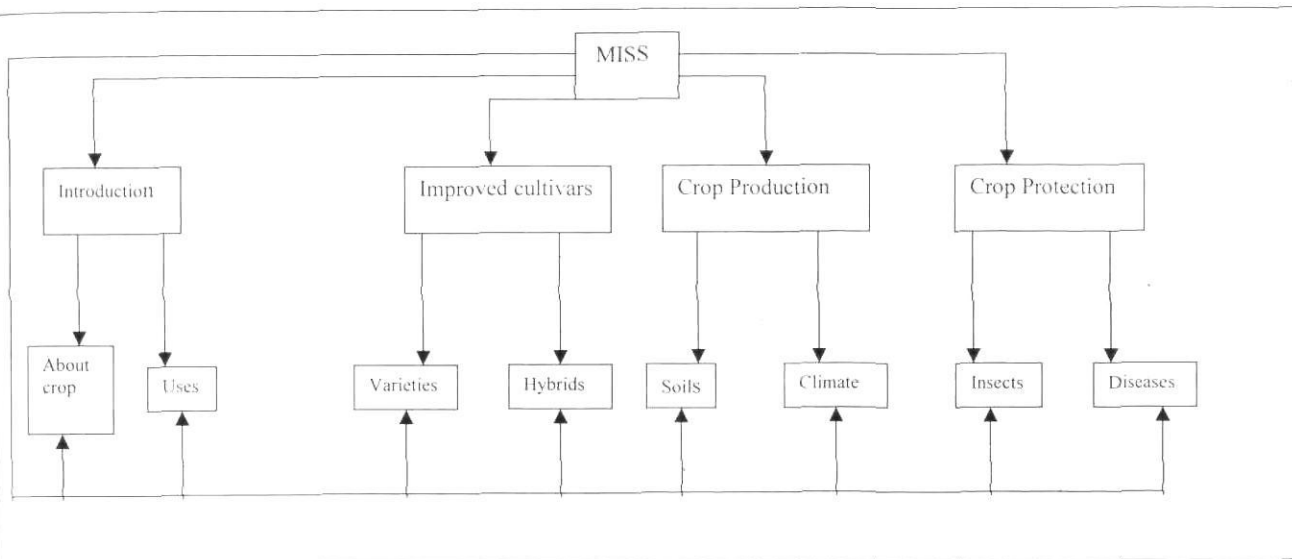 MISS
Introduction
Improved cultivars
Crop Production
Crop Protection
About
crop
Uses
Varieties
Hybrids
Soils
Climate
Insects
Diseases